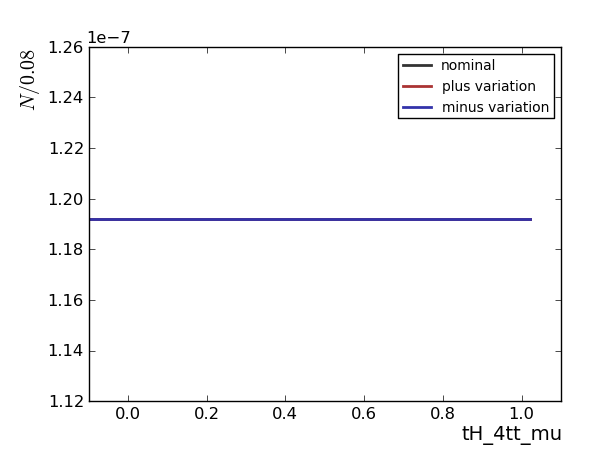 1e−7
N/0.08
1.26
1.24
1.22
1.20
1.18
1.16
1.14
1.12
nominal
plus variation
minus variation
0.0 0.2 0.4 0.6 0.8 1.0
tH_4tt_mu